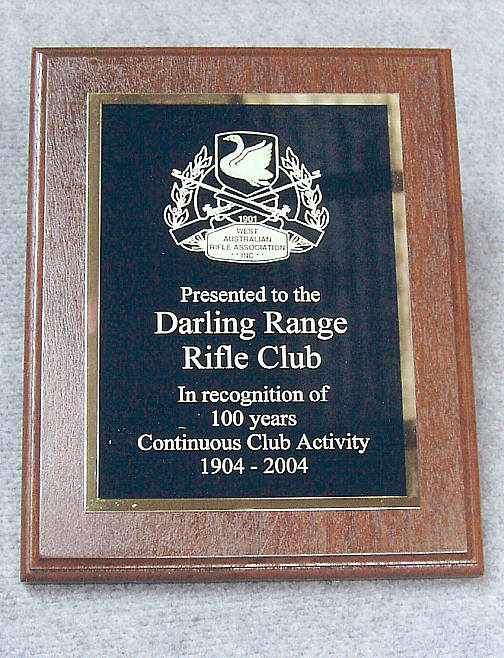 1901
WEST
AUSTRALIAN
RIFLE ASSOCIATION
* * INC * *
Presented to the
Darling Range
Rifle Club
In recognition of
100 years
Continuous Club Activity
1904 - 2004